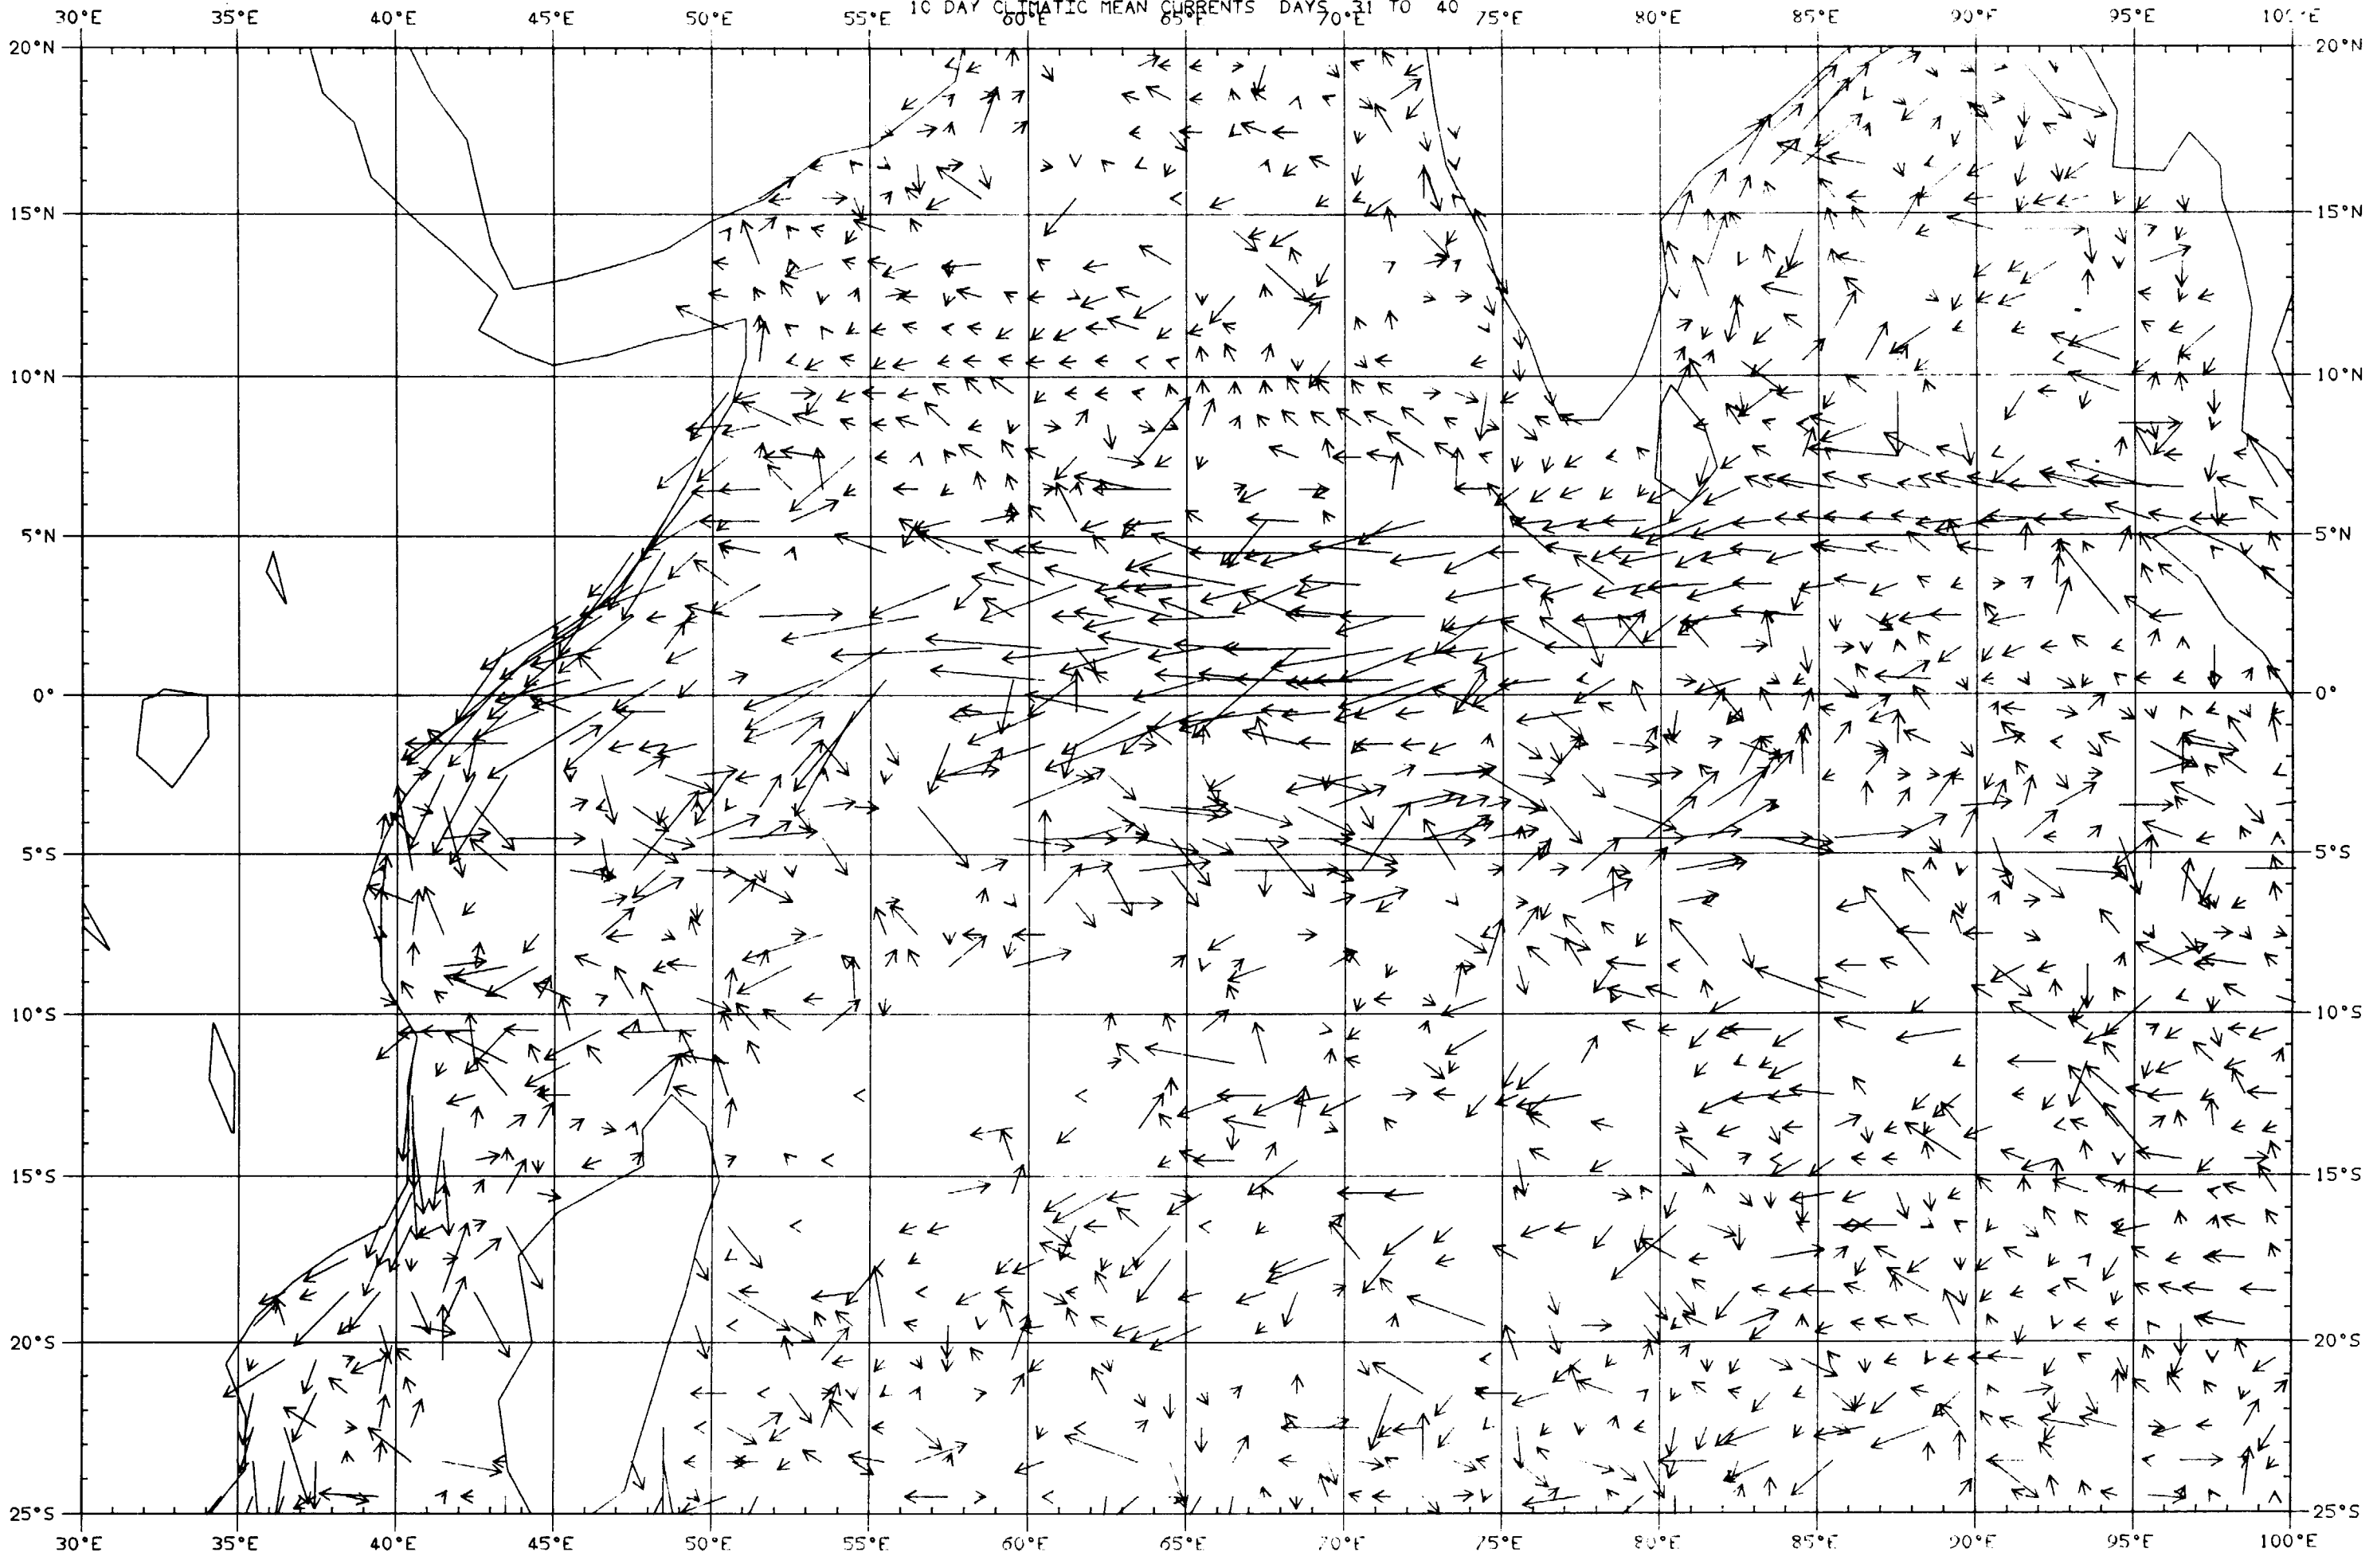 10 DAY CLIMATIC MEAN CURRENTS DAYS 31 TO 40
30°E 35°E 40°E 45°E 50°E 55°E 60°E 65°E 70°E 75°E 80°E 85°E 90°E 95°E 100°E
20°N 20°N
15°N 15°N
10°N 10°N
5°N 5°N
0° 0°
5°S 5°S
10°S 10°S
15°S 15°S
20°S 20°S
25°S 25°S
30°E 35°E 40°E 45°E 50°E 55°E 60°E 65°E 70°E 75°E 80°E 85°E 90°E 95°E 100°E